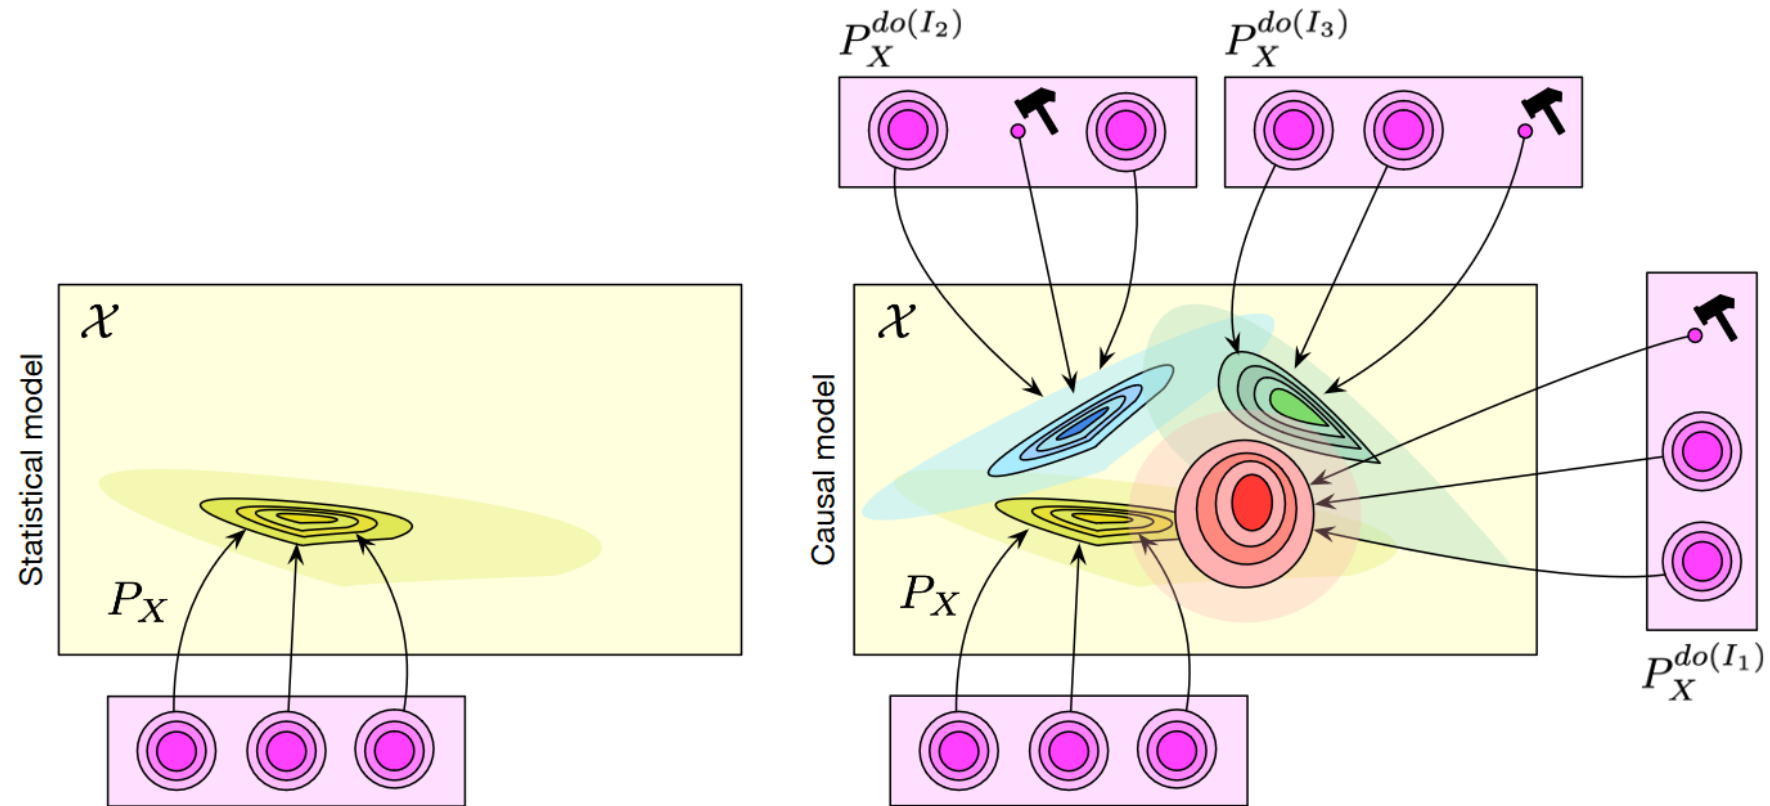 Statistical model
𝒳
P_X
Causal model
P_X^{do(I_2)}
P_X^{do(I_3)}
𝒳
P_X
P_X^{do(I_1)}